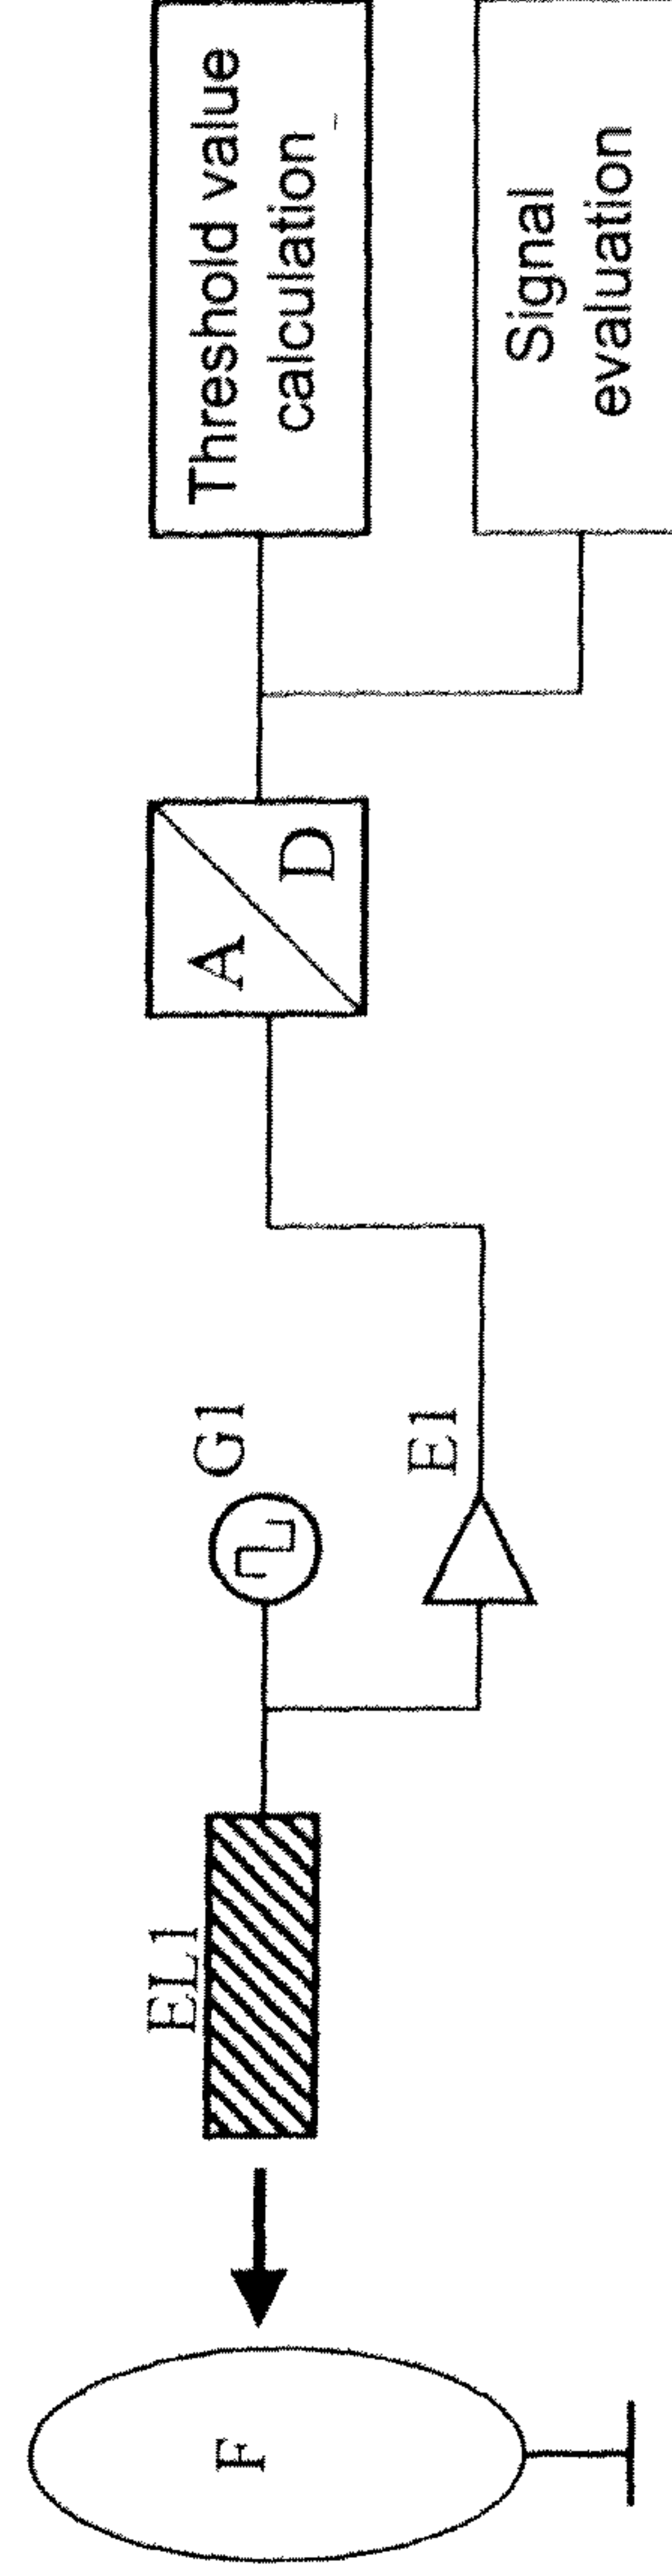 F
EL1
G1
E1
A
D
Threshold value
calculation
Signal
evaluation